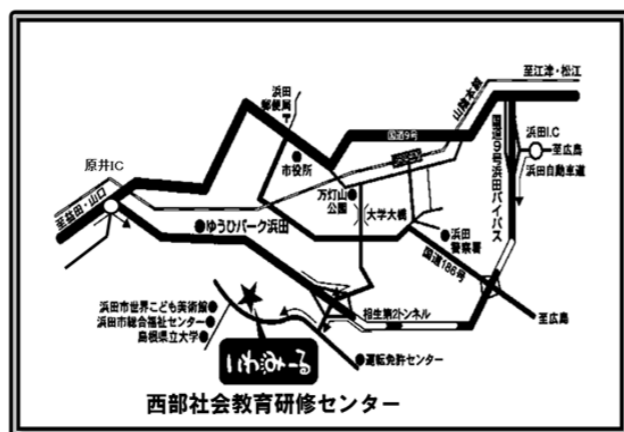 至江津・松江
浜田
郵便局
〒
山陰本線
国道9号
国道9号浜田バイパス
浜田I.C
至広島
浜田自動車道
原井IC
市役所
万灯山
公園
大学大橋
至益田・山口
ゆうひパーク浜田
浜田
警察署
国道186号
至広島
浜田市世界こども美術館
浜田市総合福祉センター
島根県立大学
相生第2トンネル
いわみーる
運転免許センター
西部社会教育研修センター